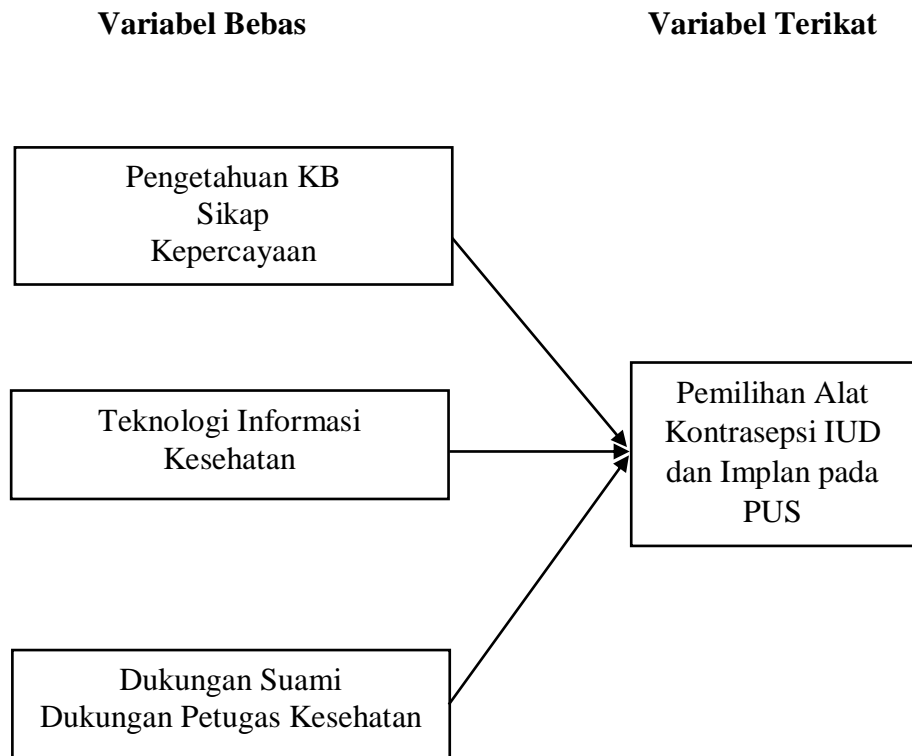 Variabel Bebas
Variabel Terikat
Pengetahuan KB
Sikap
Kepercayaan
Teknologi Informasi
Kesehatan
Pemilihan Alat
Kontrasepsi IUD
dan Implan pada
PUS
Dukungan Suami
Dukungan Petugas Kesehatan